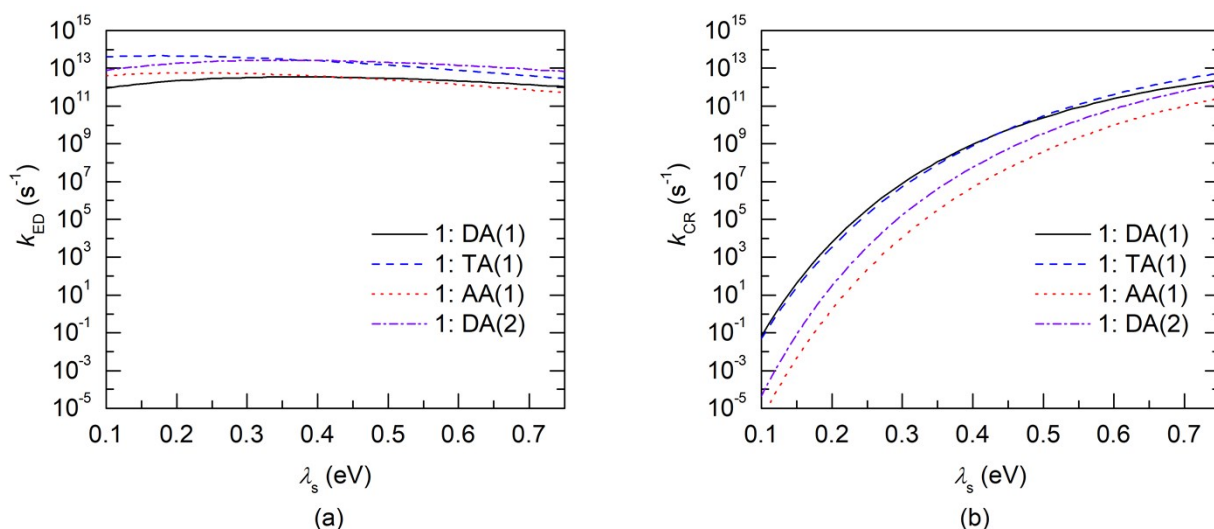 10^15
10^13
10^11
10^9
10^7
10^5
10^3
10^1
10^-1
10^-3
10^-5
k_ED (s^-1)
1: DA(1)
1: TA(1)
1: AA(1)
1: DA(2)
0.1 0.2 0.3 0.4 0.5 0.6 0.7
λ_s (eV)
(a)
10^15
10^13
10^11
10^9
10^7
10^5
10^3
10^1
10^-1
10^-3
10^-5
k_CR (s^-1)
1: DA(1)
1: TA(1)
1: AA(1)
1: DA(2)
0.1 0.2 0.3 0.4 0.5 0.6 0.7
λ_s (eV)
(b)